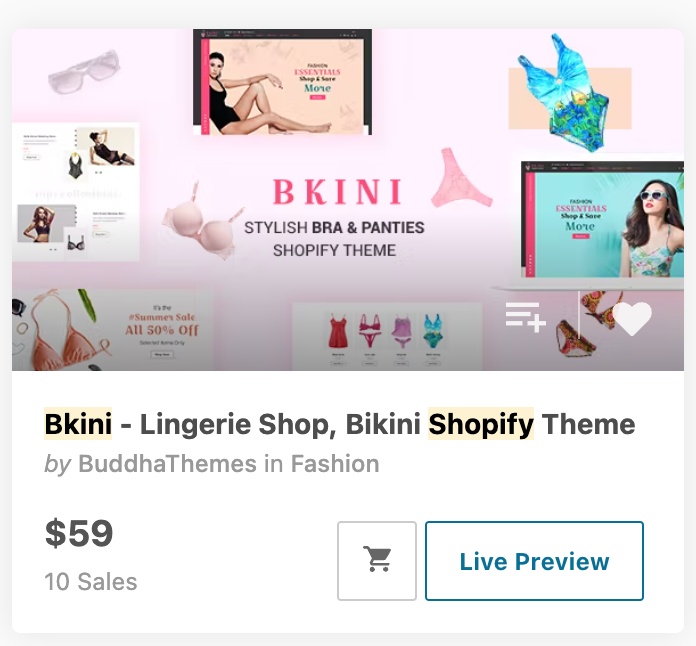 FASHION
ESSENTIALS
Shop & Save
More
BKINI
STYLISH BRA & PANTIES
SHOPIFY THEME
FASHION
ESSENTIALS
Shop & Save
More
It's the
#Summer Sale
All 50% Off
Selected Items Only
Bkini - Lingerie Shop, Bikini Shopify Theme
by BuddhaThemes in Fashion
$59
10 Sales
Live Preview